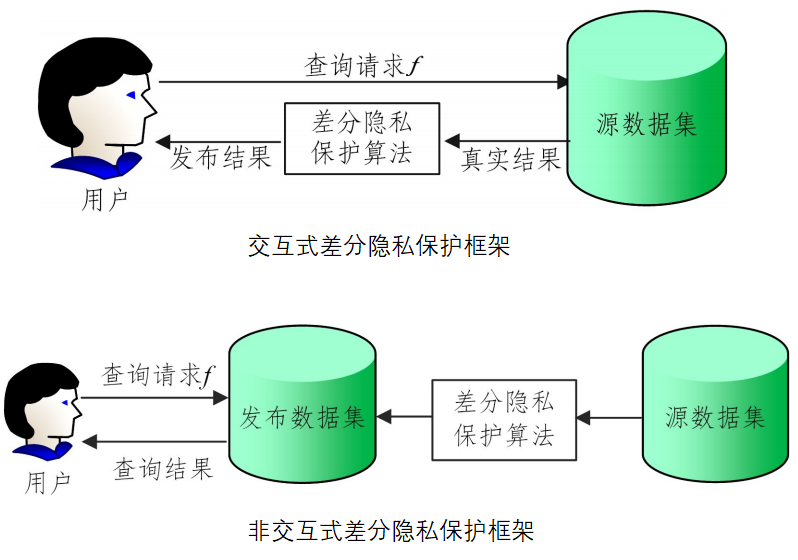 查询请求f
差分隐私
保护算法
源数据集
发布结果
真实结果
用户
交互式差分隐私保护框架
查询请求f
发布数据集
差分隐私
保护算法
源数据集
查询结果
用户
非交互式差分隐私保护框架